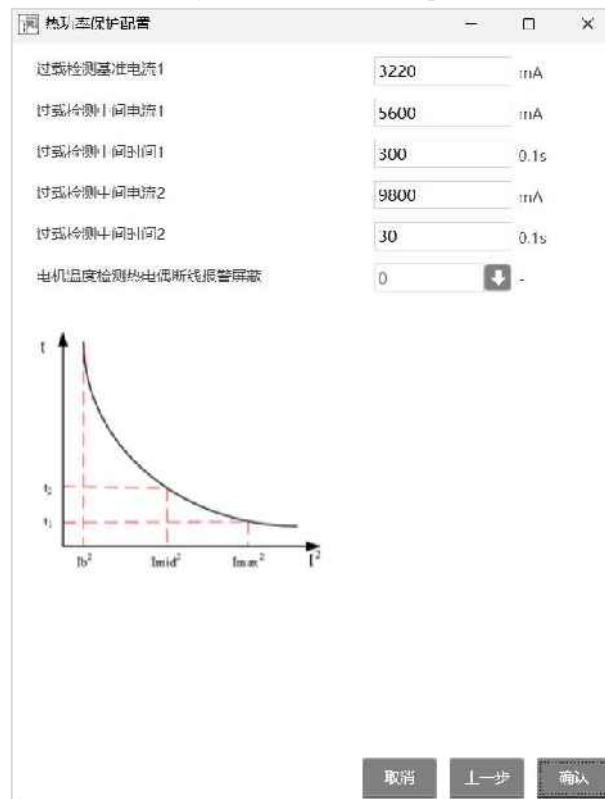 热功率保护配置
过载检测基准电流1 3220 mA
过载检测中间电流1 5600 mA
过载检测中间时间1 300 0.1s
过载检测中间电流2 9800 mA
过载检测中间时间2 30 0.1s
电机温度检测热电偶断线报警屏蔽 0 -
t
t₂
t₁
Ib² Imid² Imax² I²
取消 上一步 确认